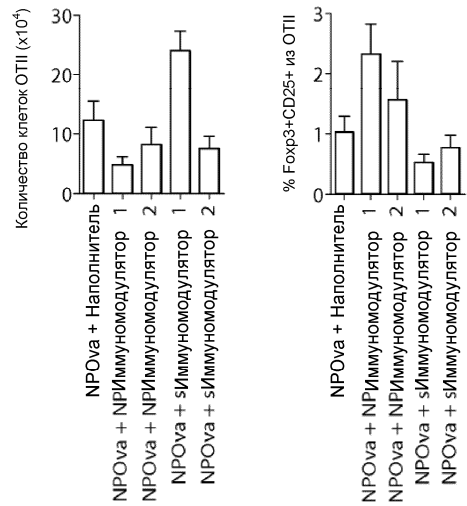 Количество клеток OTII (x10⁴)
30
20
10
0
NPOva + Наполнитель
NPOva + NPИммуномодулятор 1
NPOva + NPИммуномодулятор 2
NPOva + sИммуномодулятор 1
NPOva + sИммуномодулятор 2
% Foxp3+CD25+ из OTII
3
2
1
0
NPOva + Наполнитель
NPOva + NPИммуномодулятор 1
NPOva + NPИммуномодулятор 2
NPOva + sИммуномодулятор 1
NPOva + sИммуномодулятор 2